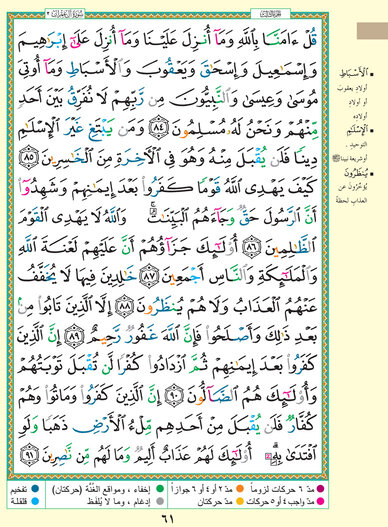 الجزء الثالث
سورة آل عمران ٣
قُلْ ءَامَنَّا بِٱللَّهِ وَمَآ أُنزِلَ عَلَيْنَا وَمَآ أُنزِلَ عَلَىٰٓ إِبْرَٰهِيمَ
وَإِسْمَٰعِيلَ وَإِسْحَٰقَ وَيَعْقُوبَ وَٱلْأَسْبَاطِ وَمَآ أُوتِىَ
مُوسَىٰ وَعِيسَىٰ وَٱلنَّبِيُّونَ مِن رَّبِّهِمْ لَا نُفَرِّقُ بَيْنَ أَحَدٍ
مِّنْهُمْ وَنَحْنُ لَهُۥ مُسْلِمُونَ ٨٤ وَمَن يَبْتَغِ غَيْرَ ٱلْإِسْلَٰمِ
دِينًا فَلَن يُقْبَلَ مِنْهُ وَهُوَ فِى ٱلْءَاخِرَةِ مِنَ ٱلْخَٰسِرِينَ ٨٥
كَيْفَ يَهْدِى ٱللَّهُ قَوْمًا كَفَرُوا۟ بَعْدَ إِيمَٰنِهِمْ وَشَهِدُوٓا۟
أَنَّ ٱلرَّسُولَ حَقٌّ وَجَآءَهُمُ ٱلْبَيِّنَٰتُ ۚ وَٱللَّهُ لَا يَهْدِى ٱلْقَوْمَ
ٱلظَّٰلِمِينَ ٨٦ أُو۟لَٰٓئِكَ جَزَآؤُهُمْ أَنَّ عَلَيْهِمْ لَعْنَةَ ٱللَّهِ
وَٱلْمَلَٰٓئِكَةِ وَٱلنَّاسِ أَجْمَعِينَ ٨٧ خَٰلِدِينَ فِيهَا لَا يُخَفَّفُ
عَنْهُمُ ٱلْعَذَابُ وَلَا هُمْ يُنظَرُونَ ٨٨ إِلَّا ٱلَّذِينَ تَابُوا۟ مِنۢ
بَعْدِ ذَٰلِكَ وَأَصْلَحُوا۟ فَإِنَّ ٱللَّهَ غَفُورٌ رَّحِيمٌ ٨٩ إِنَّ ٱلَّذِينَ
كَفَرُوا۟ بَعْدَ إِيمَٰنِهِمْ ثُمَّ ٱزْدَادُوا۟ كُفْرًا لَّن تُقْبَلَ تَوْبَتُهُمْ
وَأُو۟لَٰٓئِكَ هُمُ ٱلضَّآلُّونَ ٩٠ إِنَّ ٱلَّذِينَ كَفَرُوا۟ وَمَاتُوا۟ وَهُمْ
كُفَّارٌ فَلَن يُقْبَلَ مِنْ أَحَدِهِم مِّلْءُ ٱلْأَرْضِ ذَهَبًا وَلَوِ
ٱفْتَدَىٰ بِهِۦٓ ۗ أُو۟لَٰٓئِكَ لَهُمْ عَذَابٌ أَلِيمٌ وَمَا لَهُم مِّن نَّٰصِرِينَ ٩١
ٱلْأَسْبَاطِ
أولاد يعقوب
أو أولادِ
أولاده
ٱلْإِسْلَٰمِ
التوحيد ،
أو شريعة نبينا ﷺ
يُنظَرُونَ
يُؤَخَّرُونَ عن
العذاب لحظةً
مدّ ٦ حركات لزوماً
مدّ ٢ أو ٤ أو ٦ جوازاً
إخفاء ، ومواقع الغُنَّة (حركتان)
تفخيم
مدّ واجب ٤ أو ٥ حركات
مدّ حركتان
إدغام ، وما لا يُلفَظ
قلقلة
٦١